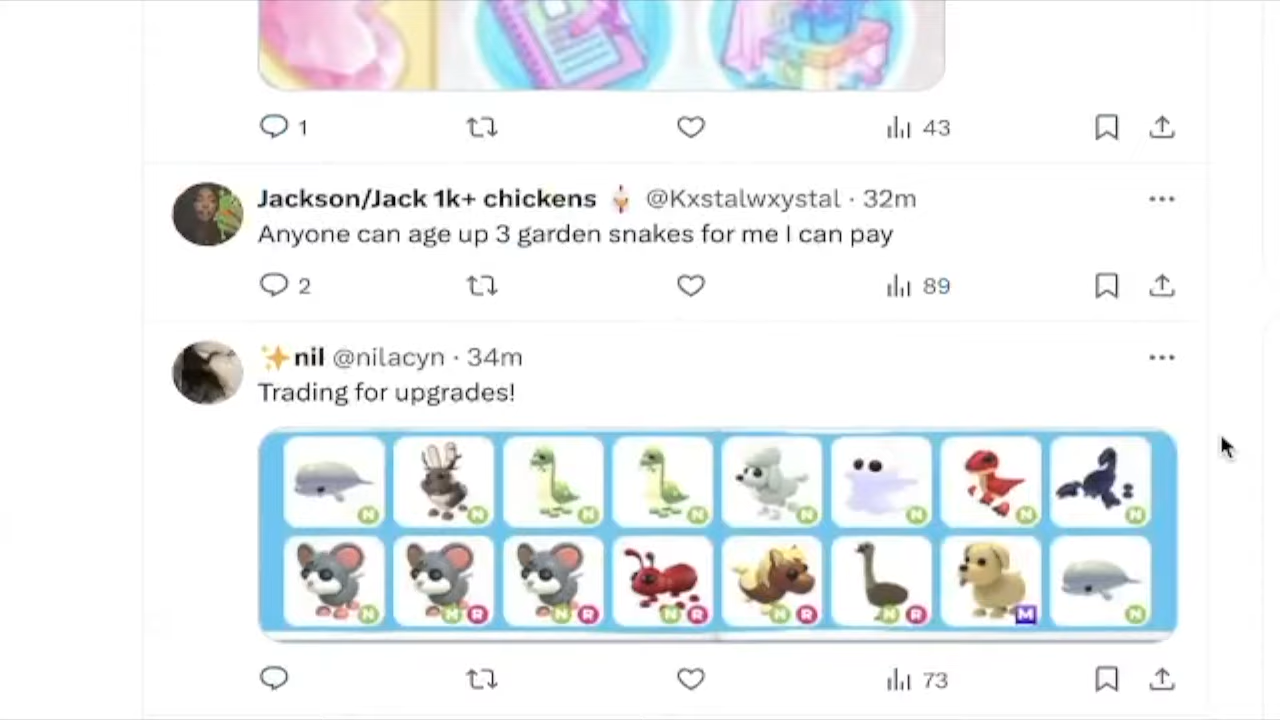 1 43
Jackson/Jack 1k+ chickens @Kxstalwxystal · 32m
Anyone can age up 3 garden snakes for me I can pay
2 89
nil @nilacyn · 34m
Trading for upgrades!
N N N N N N N N
N N R N R N R N R N R M N
73